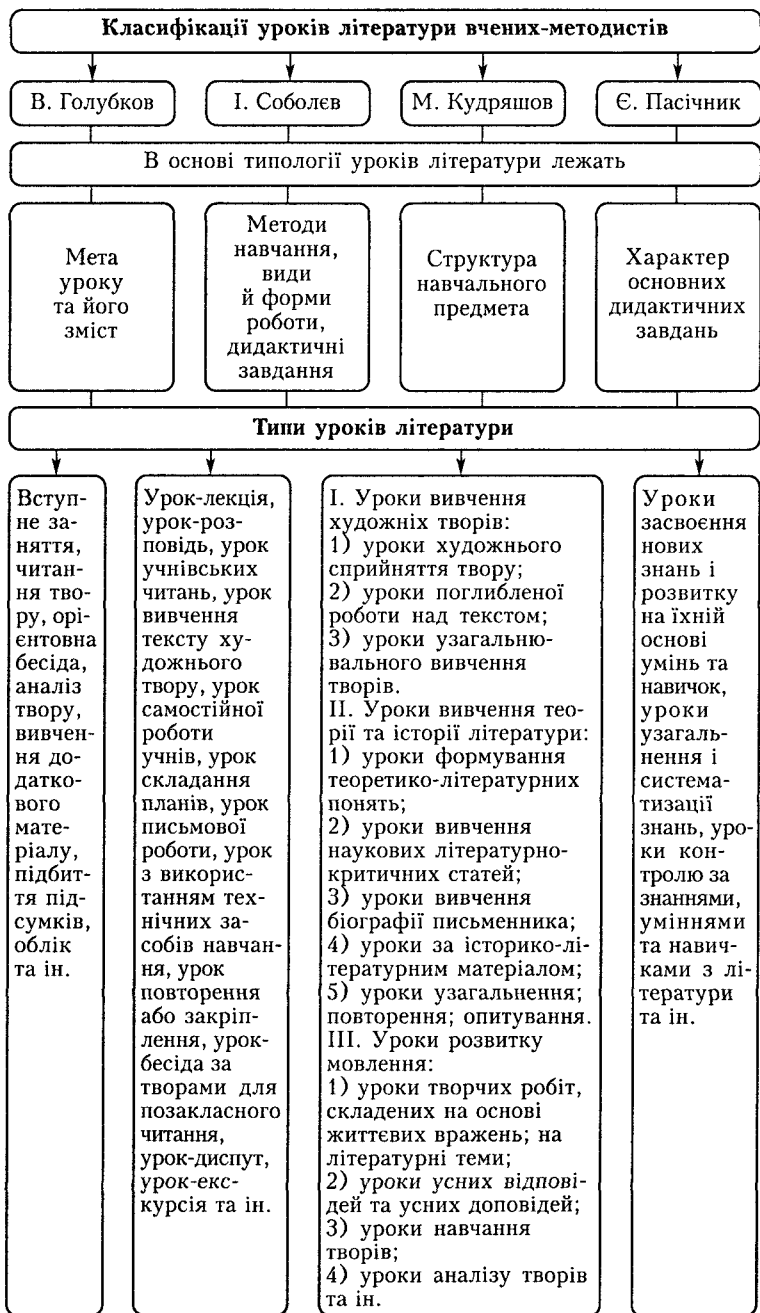 Класифікації уроків літератури вчених-методистів
В. Голубков
І. Соболєв
М. Кудряшов
Є. Пасічник
В основі типології уроків літератури лежать
Мета
уроку
та його
зміст
Методи
навчання,
види
й форми
роботи,
дидактичні
завдання
Структура
навчального
предмета
Характер
основних
дидактичних
завдань
Типи уроків літератури
Вступ-
не за-
няття,
читан-
ня тво-
ру, орі-
єнтовна
бесіда,
аналіз
твору,
вивчен-
ня до-
датко-
вого
мате-
ріалу,
підбит-
тя під-
сумків,
облік
та ін.
Урок-лекція,
урок-роз-
повідь, урок
учнівських
читань, урок
вивчення
тексту ху-
дожнього
твору, урок
самостійної
роботи
учнів, урок
складання
планів, урок
письмової
роботи, урок
з викорис-
танням тех-
нічних за-
собів навчан-
ня, урок
повторення
або закріп-
лення, урок-
бесіда за
творами для
позакласного
читання,
урок-диспут,
урок-екс-
курсія та ін.
І. Уроки вивчення
художніх творів:
1) уроки художнього
сприйняття твору;
2) уроки поглибленої
роботи над текстом;
3) уроки узагальню-
вального вивчення
творів.
ІІ. Уроки вивчення тео-
рії та історії літератури:
1) уроки формування
теоретико-літературних
понять;
2) уроки вивчення
наукових літературно-
критичних статей;
3) уроки вивчення
біографії письменника;
4) уроки за історико-лі-
тературним матеріалом;
5) уроки узагальнення;
повторення; опитування.
ІІІ. Уроки розвитку
мовлення:
1) уроки творчих робіт,
складених на основі
життєвих вражень; на
літературні теми;
2) уроки усних відпові-
дей та усних доповідей;
3) уроки навчання
творів;
4) уроки аналізу творів
та ін.
Уроки
засвоєння
нових
знань і
розвитку
на їхній
основі
умінь та
навичок,
уроки
узагаль-
нення і
система-
тизації
знань, уро-
ки кон-
тролю за
знаннями,
уміннями
та навич-
ками з лі-
тератури
та ін.